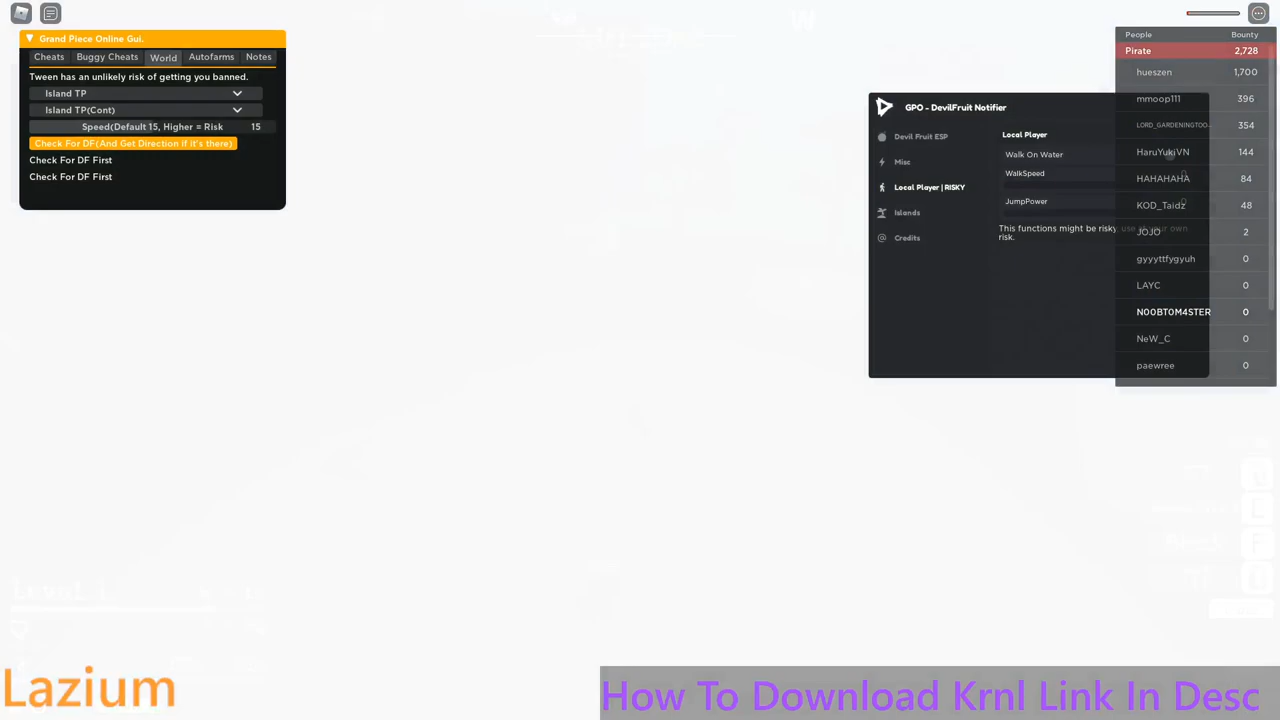 Grand Piece Online Gui.
Cheats Buggy Cheats World Autofarms Notes
Tween has an unlikely risk of getting you banned.
Island TP
Island TP(Cont)
Speed(Default 15, Higher = Risk 15
Check For DF(And Get Direction if it's there)
Check For DF First
Check For DF First
GPO - DevilFruit Notifier
Devil Fruit ESP
Misc
Local Player | RISKY
Islands
Credits
Local Player
Walk On Water
WalkSpeed
JumpPower
This functions might be risky, use at your own
risk.
People Bounty
Pirate 2,728
hueszen 1,700
mmoop111 396
LORD_GARDENINGTOO... 354
HaruYukiVN 144
HAHAHAHA 84
KOD_Taidz 48
JOJO 2
gyyyttfygyuh 0
LAYC 0
N00BT0M4STER 0
NeW_C 0
paewree 0
Lazium
How To Download Krnl Link In Desc